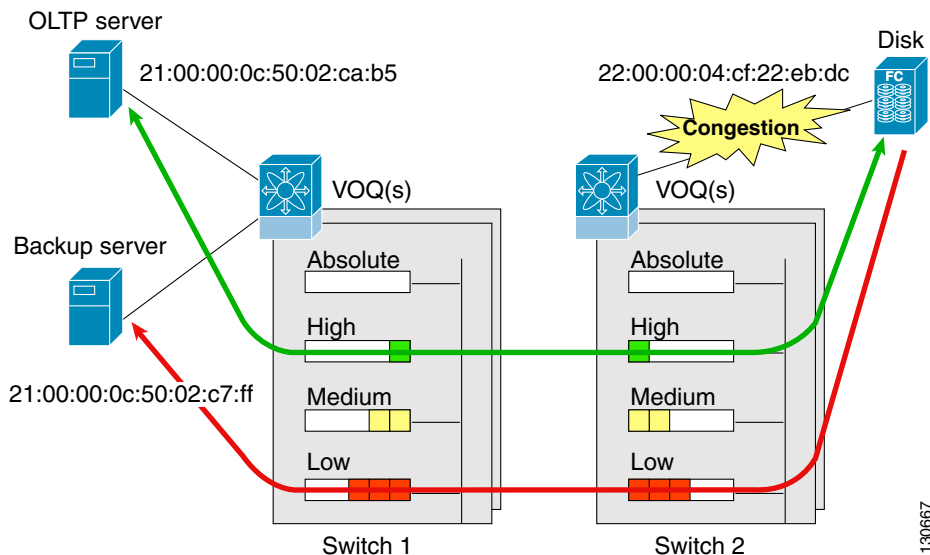 OLTP server
21:00:00:0c:50:02:ca:b5
22:00:00:04:cf:22:eb:dc
Disk
FC
Congestion
VOQ(s)
VOQ(s)
Backup server
21:00:00:0c:50:02:c7:ff
Absolute
High
Medium
Low
Absolute
High
Medium
Low
Switch 1
Switch 2
130667